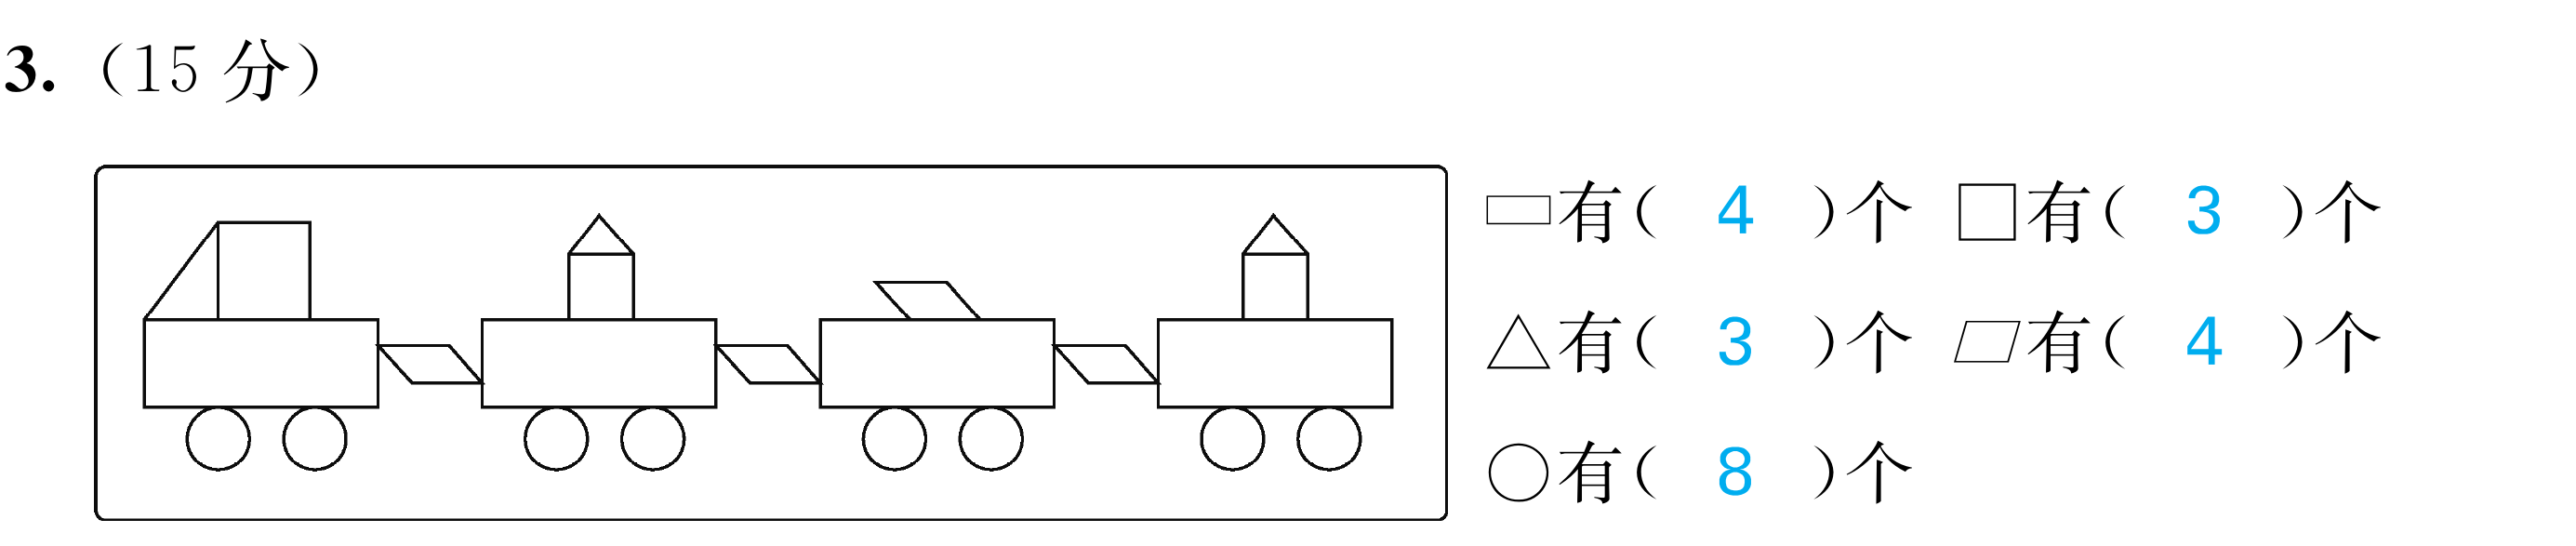 3.（15 分）
有( 4 )个 有( 3 )个
有( 3 )个 有( 4 )个
有( 8 )个